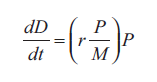 dD/dt = (r P/M) P